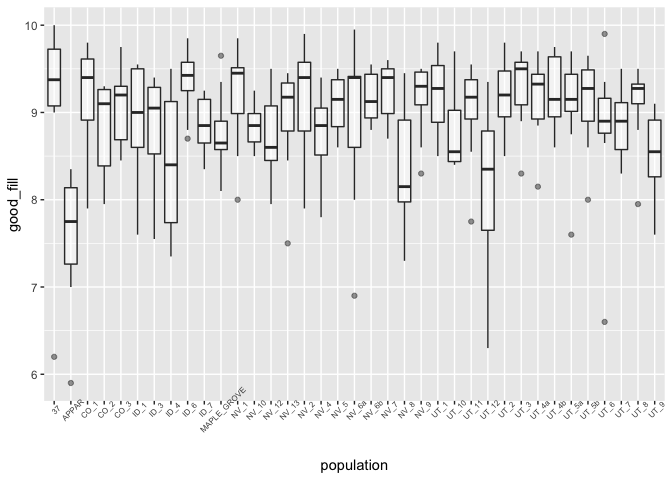 10
9
8
7
6
good_fill
37
APPAR
CO_1
CO_2
CO_3
ID_1
ID_3
ID_4
ID_6
ID_7
MAPLE_GROVE
NV_1
NV_10
NV_12
NV_13
NV_2
NV_4
NV_5
NV_6a
NV_6b
NV_7
NV_8
NV_9
UT_1
UT_10
UT_11
UT_12
UT_2
UT_3
UT_4a
UT_4b
UT_5a
UT_5b
UT_6
UT_7
UT_8
UT_9
population